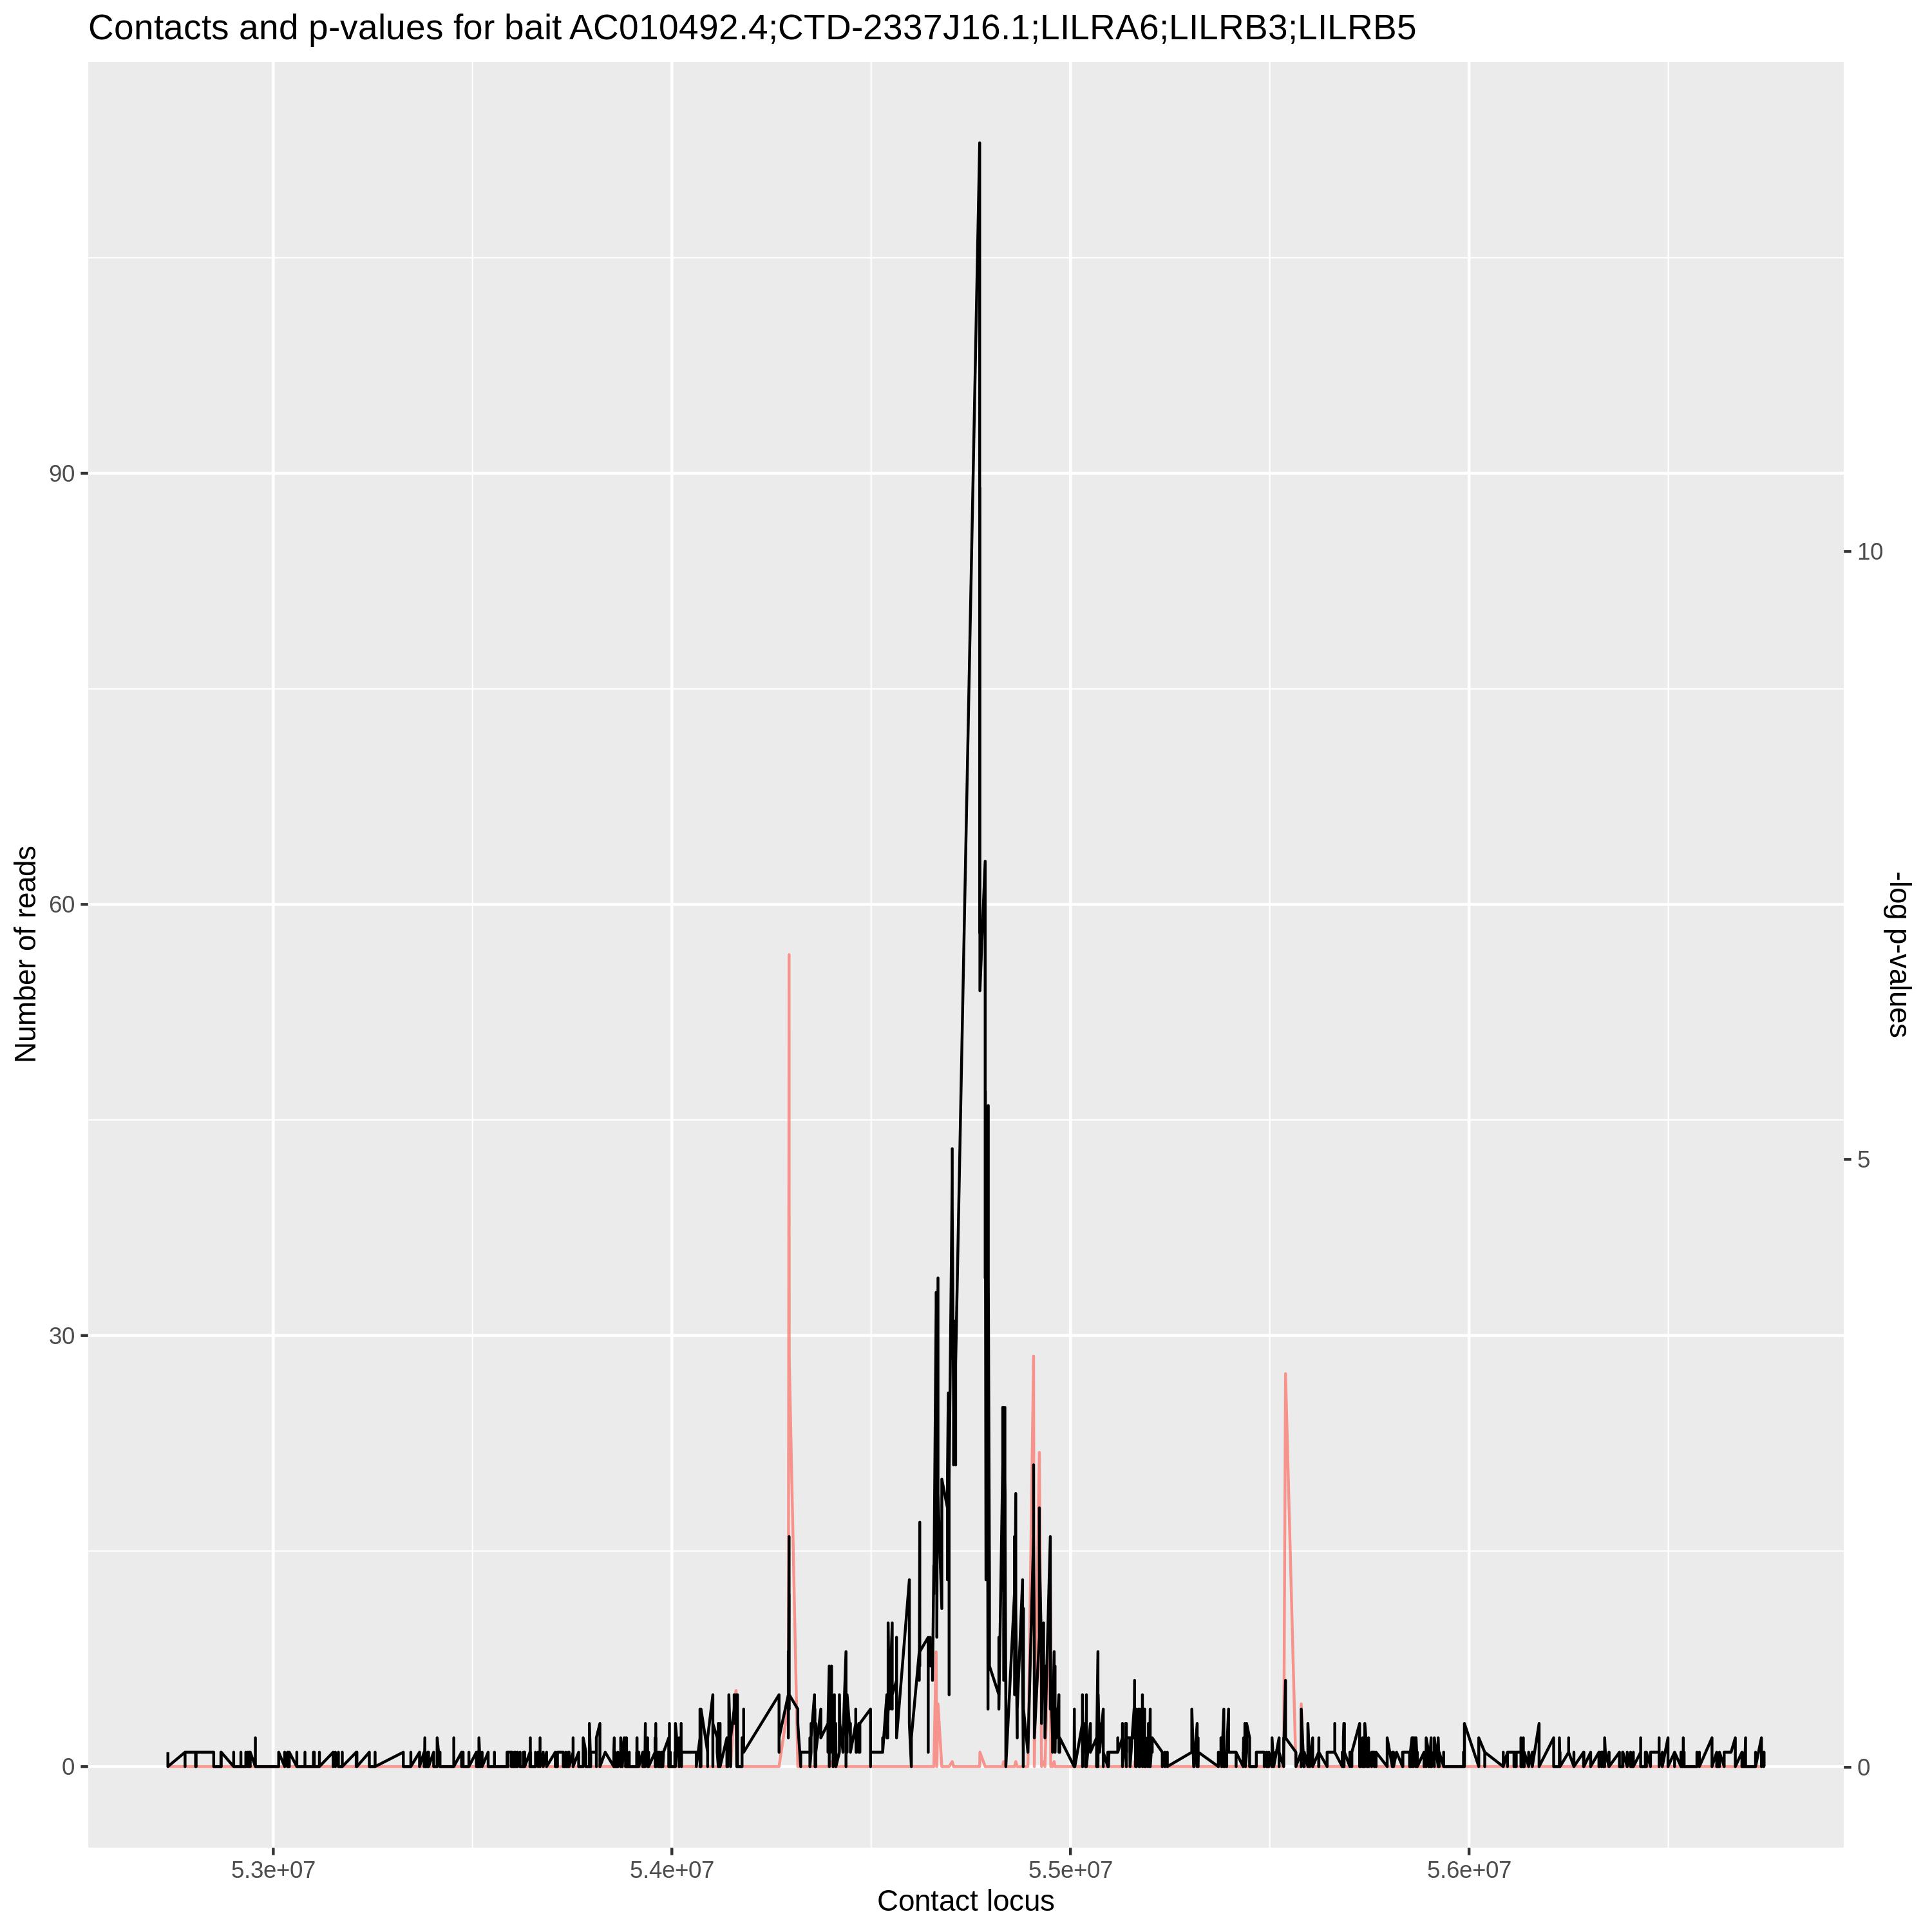 Contacts and p-values for bait AC010492.4;CTD-2337J16.1;LILRA6;LILRB3;LILRB5
Number of reads
90
60
30
0
10
5
0
-log p-values
5.3e+07
5.4e+07
5.5e+07
5.6e+07
Contact locus